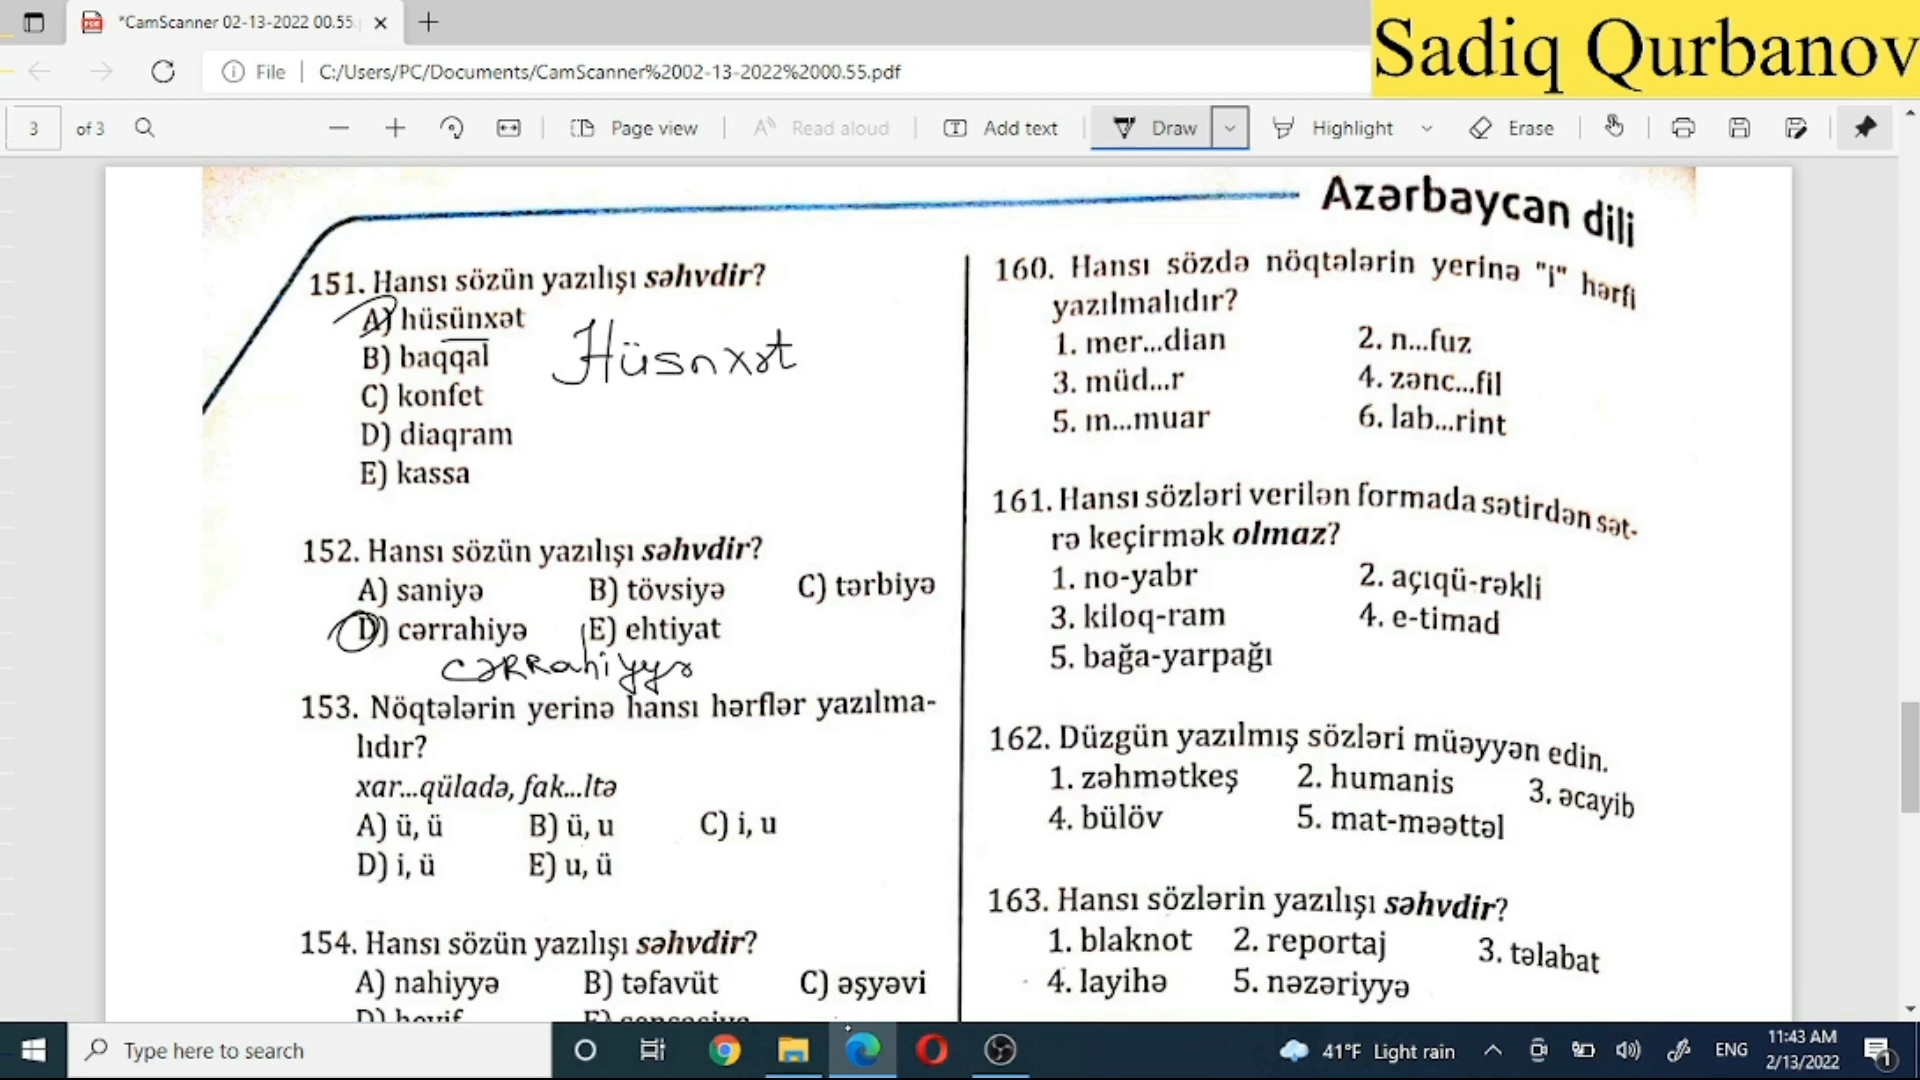 *CamScanner 02-13-2022 00.55.
Sadiq Qurbanov
File
C:/Users/PC/Documents/CamScanner%2002-13-2022%2000.55.pdf
3 of 3
Page view
Read aloud
Add text
Draw
Highlight
Erase
Azərbaycan dili
151. Hansı sözün yazılışı səhvdir?
A) hüsünxət
B) baqqal
C) konfet
D) diaqram
E) kassa
Hüsnxət
152. Hansı sözün yazılışı səhvdir?
A) saniyə B) tövsiyə C) tərbiyə
D) cərrahiyə E) ehtiyat
cərrahiyyə
153. Nöqtələrin yerinə hansı hərflər yazılma-
lıdır?
xar...qüladə, fak...ltə
A) ü, ü B) ü, u C) i, u
D) i, ü E) u, ü
154. Hansı sözün yazılışı səhvdir?
A) nahiyyə B) təfavüt C) əşyəvi
160. Hansı sözdə nöqtələrin yerinə "i" hərfi
yazılmalıdır?
1. mer...dian 2. n...fuz
3. müd...r 4. zənc...fil
5. m...muar 6. lab...rint
161. Hansı sözləri verilən formada sətirdən sət-
rə keçirmək olmaz?
1. no-yabr 2. açıqü-rəkli
3. kiloq-ram 4. e-timad
5. bağa-yarpağı
162. Düzgün yazılmış sözləri müəyyən edin.
1. zəhmətkeş 2. humanis 3. əcayib
4. bülöv 5. mat-məəttəl
163. Hansı sözlərin yazılışı səhvdir?
1. blaknot 2. reportaj 3. təlabat
4. layihə 5. nəzəriyyə
Type here to search
41°F Light rain
ENG
11:43 AM
2/13/2022
1